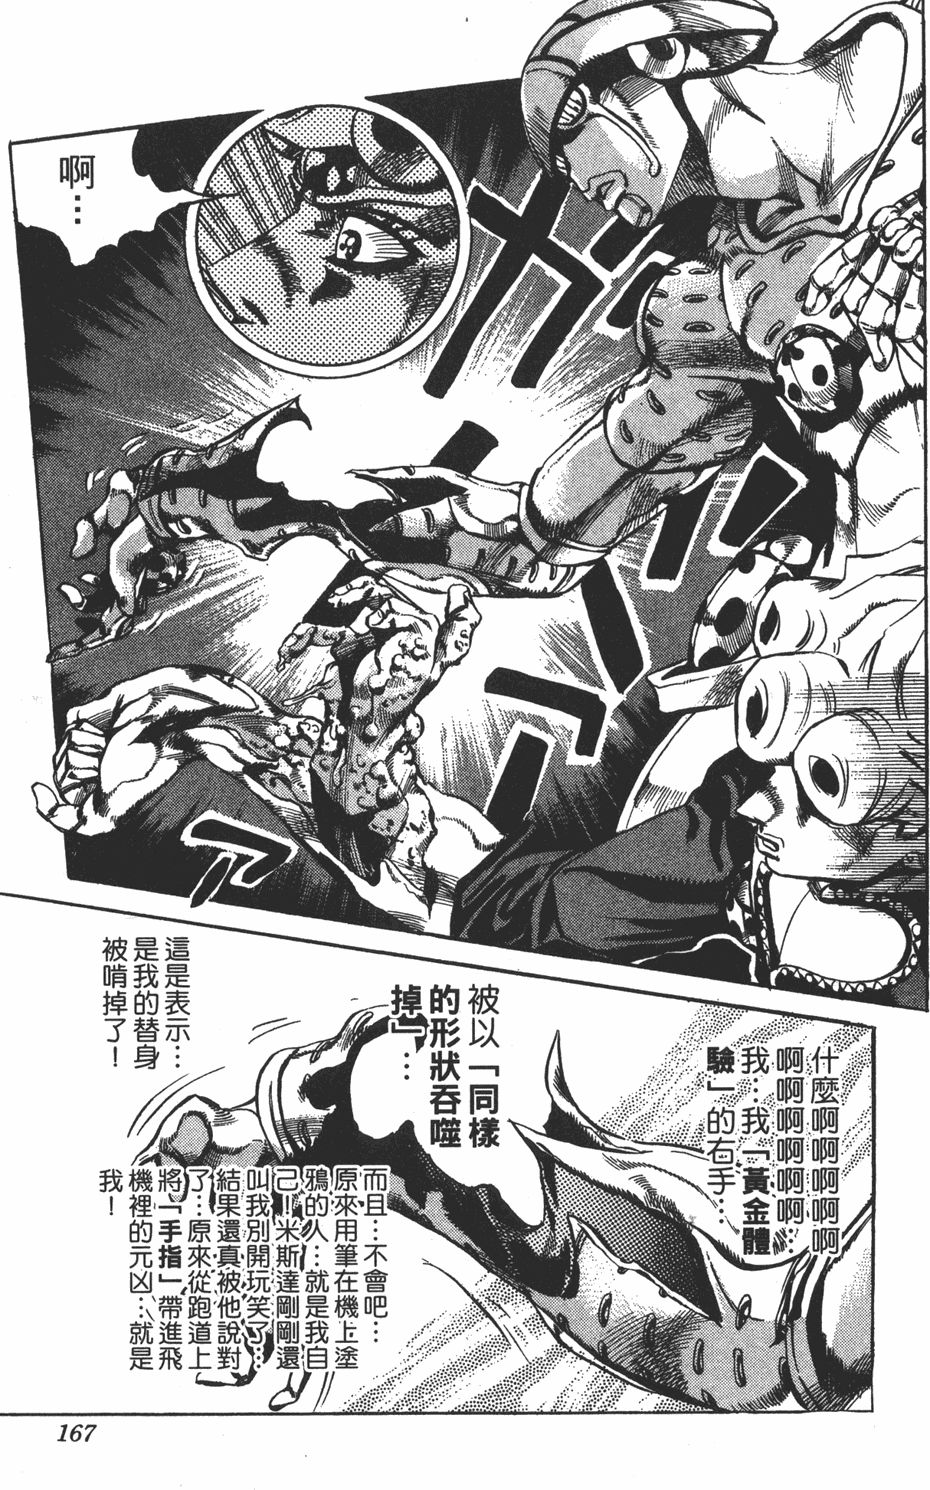 啊…
ガ
ガ
ガッ
ッ
什麼啊啊啊啊啊
啊啊啊啊啊啊…
我…我「黃金體
驗」的右手…
被以「同樣
的形狀吞噬
掉」…
這是表示…
是我的替身
被啃掉了！
而且…不會吧…
原來用筆在機上塗
鴉的人…就是我自
己！米斯達剛剛還
叫我別開玩笑了…
結果還真被他說對
了…原來從跑道上
將「手指」帶進飛
機裡的元凶…就是
我！
167